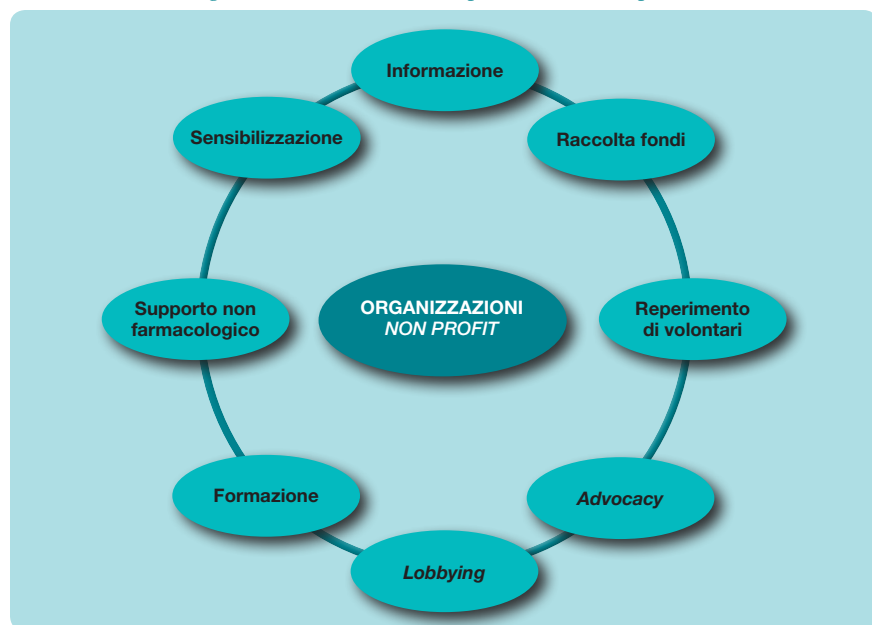 Informazione
Sensibilizzazione
Raccolta fondi
Supporto non
farmacologico
ORGANIZZAZIONI
NON PROFIT
Reperimento
di volontari
Formazione
Advocacy
Lobbying